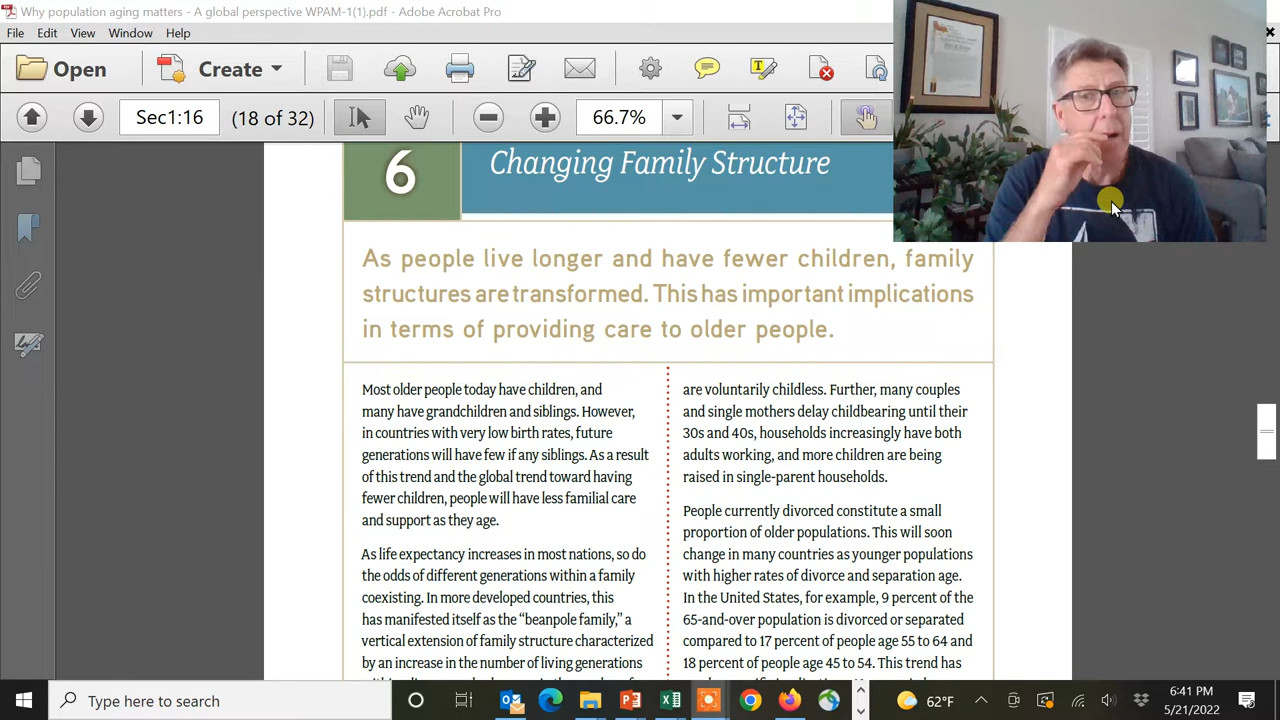 Why population aging matters - A global perspective WPAM-1(1).pdf - Adobe Acrobat Pro
File Edit View Window Help
Open Create
Sec1:16 (18 of 32) 66.7%
6 Changing Family Structure
As people live longer and have fewer children, family
structures are transformed. This has important implications
in terms of providing care to older people.
Most older people today have children, and
many have grandchildren and siblings. However,
in countries with very low birth rates, future
generations will have few if any siblings. As a result
of this trend and the global trend toward having
fewer children, people will have less familial care
and support as they age.
As life expectancy increases in most nations, so do
the odds of different generations within a family
coexisting. In more developed countries, this
has manifested itself as the “beanpole family,” a
vertical extension of family structure characterized
by an increase in the number of living generations
are voluntarily childless. Further, many couples
and single mothers delay childbearing until their
30s and 40s, households increasingly have both
adults working, and more children are being
raised in single-parent households.
People currently divorced constitute a small
proportion of older populations. This will soon
change in many countries as younger populations
with higher rates of divorce and separation age.
In the United States, for example, 9 percent of the
65-and-over population is divorced or separated
compared to 17 percent of people age 55 to 64 and
18 percent of people age 45 to 54. This trend has
Type here to search
62°F
6:41 PM
5/21/2022